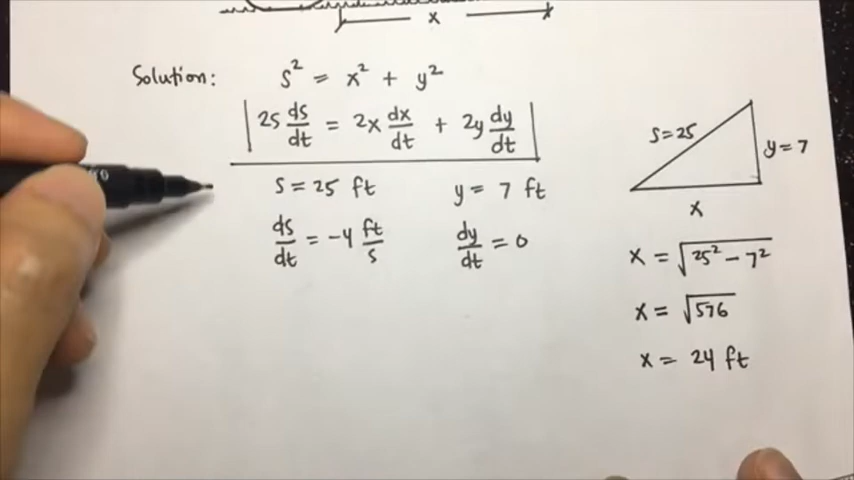 x
Solution: s² = x² + y²
2s ds/dt = 2x dx/dt + 2y dy/dt
s = 25 ft y = 7 ft
ds/dt = -4 ft/s dy/dt = 0
s = 25
y = 7
x
x = √25² - 7²
x = √576
x = 24 ft